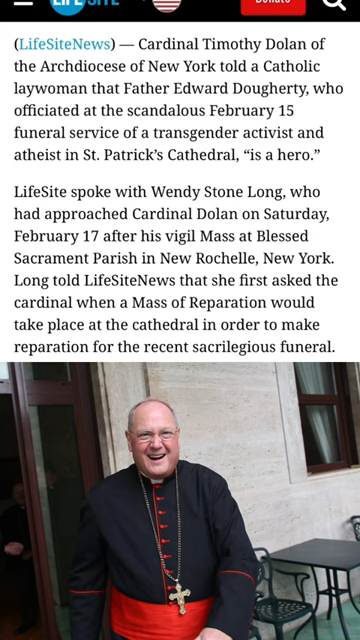 LIFE SITE
Donate
(LifeSiteNews) — Cardinal Timothy Dolan of
the Archdiocese of New York told a Catholic
laywoman that Father Edward Dougherty, who
officiated at the scandalous February 15
funeral service of a transgender activist and
atheist in St. Patrick’s Cathedral, “is a hero.”
LifeSite spoke with Wendy Stone Long, who
had approached Cardinal Dolan on Saturday,
February 17 after his vigil Mass at Blessed
Sacrament Parish in New Rochelle, New York.
Long told LifeSiteNews that she first asked the
cardinal when a Mass of Reparation would
take place at the cathedral in order to make
reparation for the recent sacrilegious funeral.